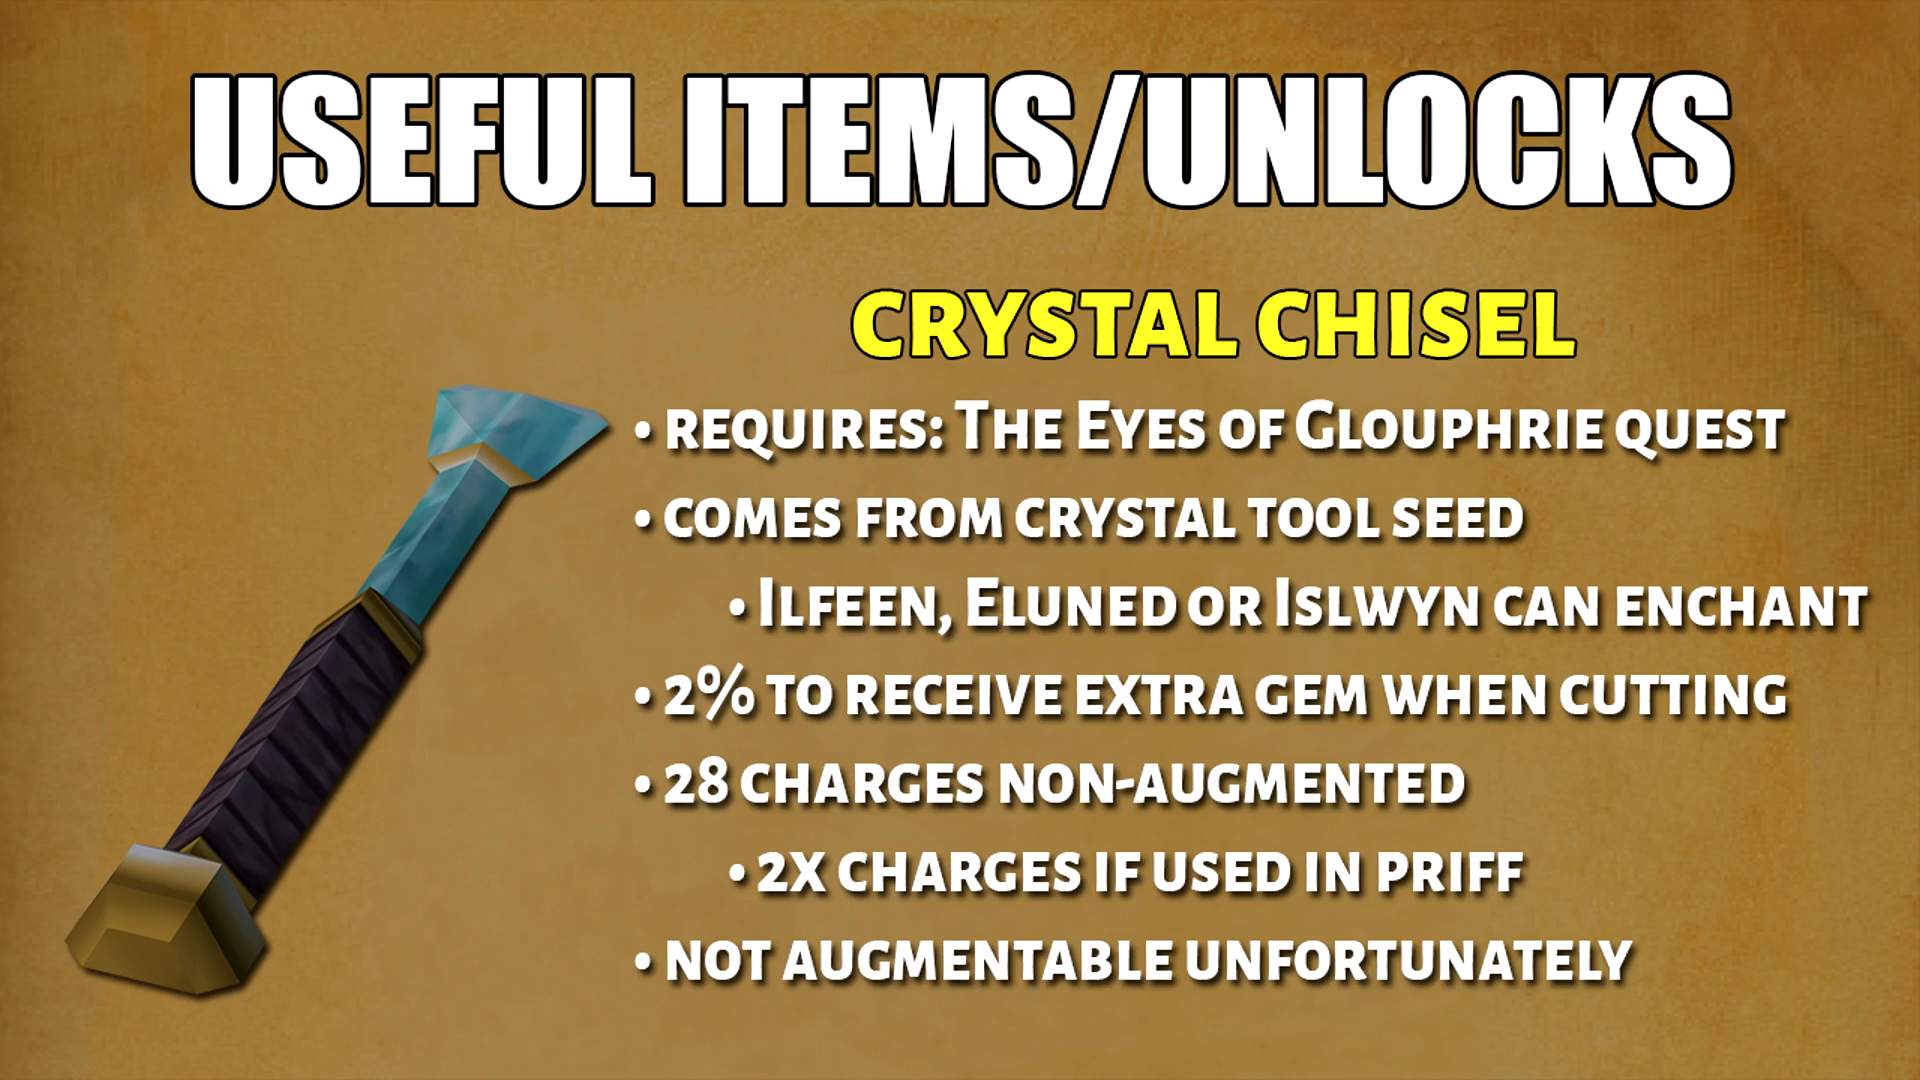 USEFUL ITEMS/UNLOCKS
CRYSTAL CHISEL
• REQUIRES: THE EYES OF GLOUPHRIE QUEST
• COMES FROM CRYSTAL TOOL SEED
• ILFEEN, ELUNED OR ISLWYN CAN ENCHANT
• 2% TO RECEIVE EXTRA GEM WHEN CUTTING
• 28 CHARGES NON-AUGMENTED
• 2X CHARGES IF USED IN PRIFF
• NOT AUGMENTABLE UNFORTUNATELY